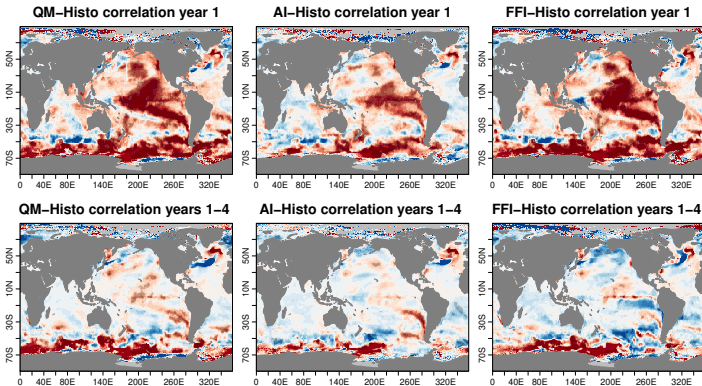 QM−Histo correlation year 1
AI−Histo correlation year 1
FFI−Histo correlation year 1
50N
10N
30S
70S
50N
10N
30S
70S
50N
10N
30S
70S
0 40E 80E 140E 200E 260E 320E
0 40E 80E 140E 200E 260E 320E
0 40E 80E 140E 200E 260E 320E
QM−Histo correlation years 1−4
AI−Histo correlation years 1−4
FFI−Histo correlation years 1−4
50N
10N
30S
70S
50N
10N
30S
70S
50N
10N
30S
70S
0 40E 80E 140E 200E 260E 320E
0 40E 80E 140E 200E 260E 320E
0 40E 80E 140E 200E 260E 320E